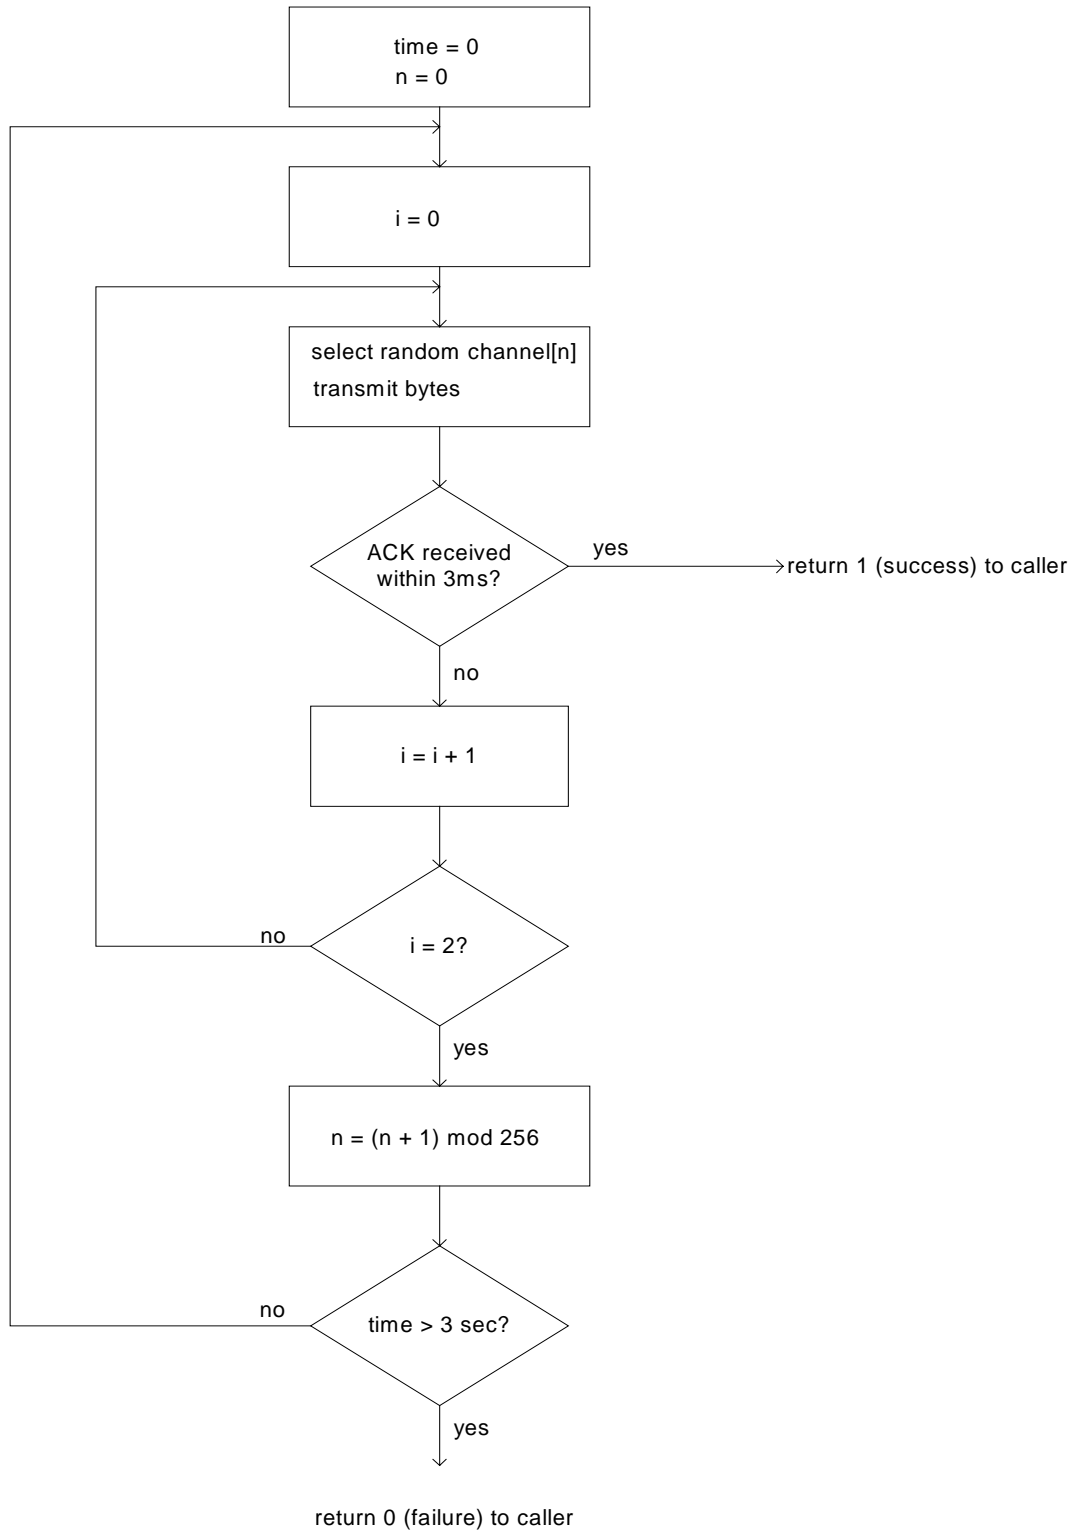 time = 0
n = 0
i = 0
select random channel[n]
transmit bytes
ACK received
within 3ms?
yes
return 1 (success) to caller
no
i = i + 1
no
i = 2?
yes
n = (n + 1) mod 256
no
time > 3 sec?
yes
return 0 (failure) to caller